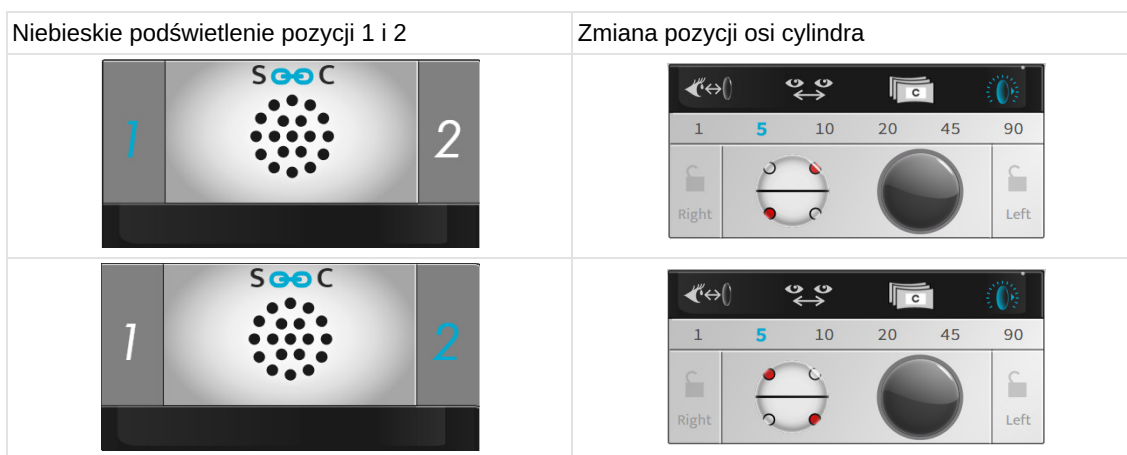 Niebieskie podświetlenie pozycji 1 i 2
Zmiana pozycji osi cylindra
S C
1 2
C
1 5 10 20 45 90
Right Left
S C
1 2
C
1 5 10 20 45 90
Right Left